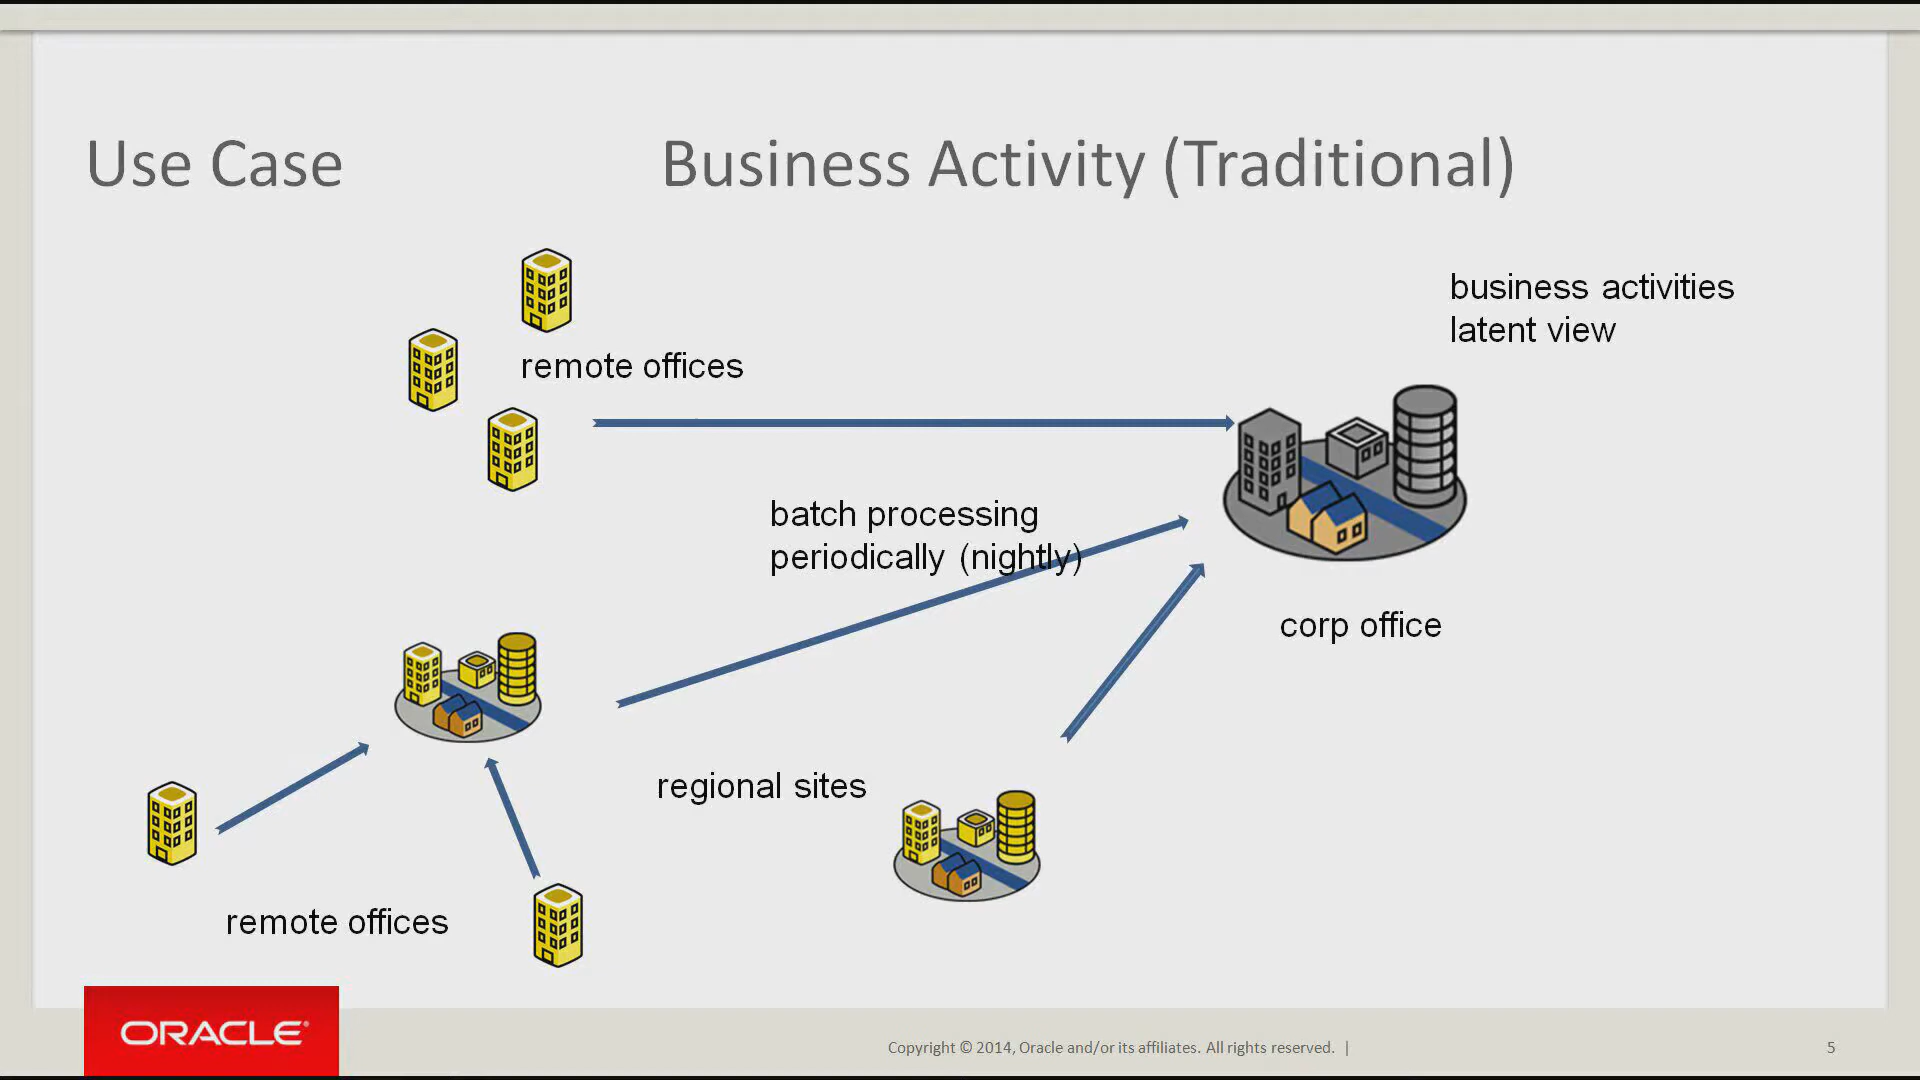 Use Case Business Activity (Traditional)
business activities
latent view
remote offices
batch processing
periodically (nightly)
corp office
regional sites
remote offices
ORACLE®
Copyright © 2014, Oracle and/or its affiliates. All rights reserved. |
5